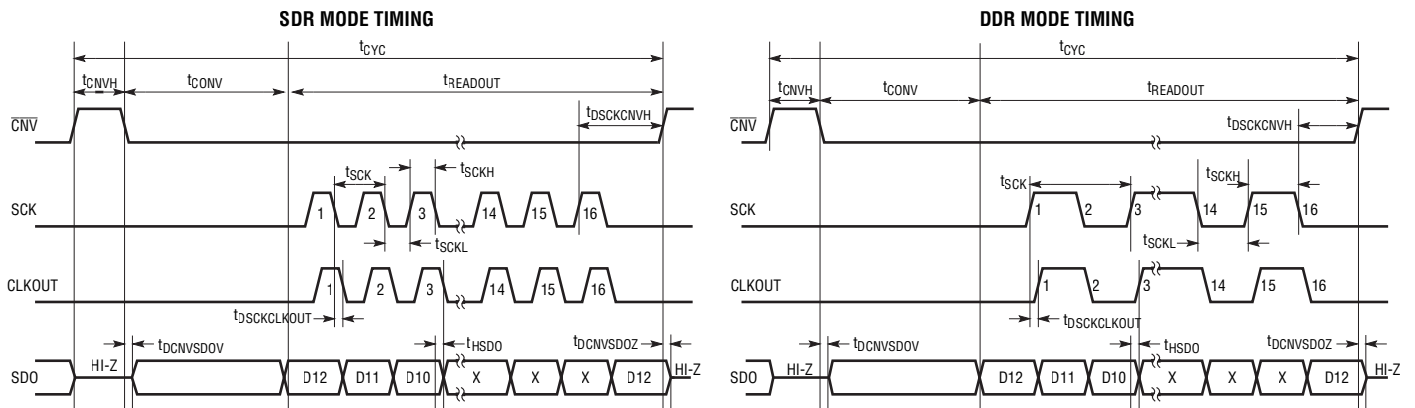 SDR MODE TIMING
DDR MODE TIMING
tCYC
tCNVH
tCONV
tREADOUT
tDSCKCNVH
CNV
tSCK
tSCKH
SCK
1 2 3 14 15 16
tSCKL
CLKOUT
1 2 3 14 15 16
tDSCKCLKOUT
tDCNVSDOV
tHSDO
tDCNVSDOZ
SDO
HI-Z
D12 D11 D10 X X X D12
HI-Z
tCYC
tCNVH
tCONV
tREADOUT
tDSCKCNVH
CNV
tSCK
tSCKH
SCK
1 2 3 14 15 16
tSCKL
CLKOUT
1 2 3 14 15 16
tDSCKCLKOUT
tDCNVSDOV
tHSDO
tDCNVSDOZ
SDO
HI-Z
D12 D11 D10 X X X D12
HI-Z